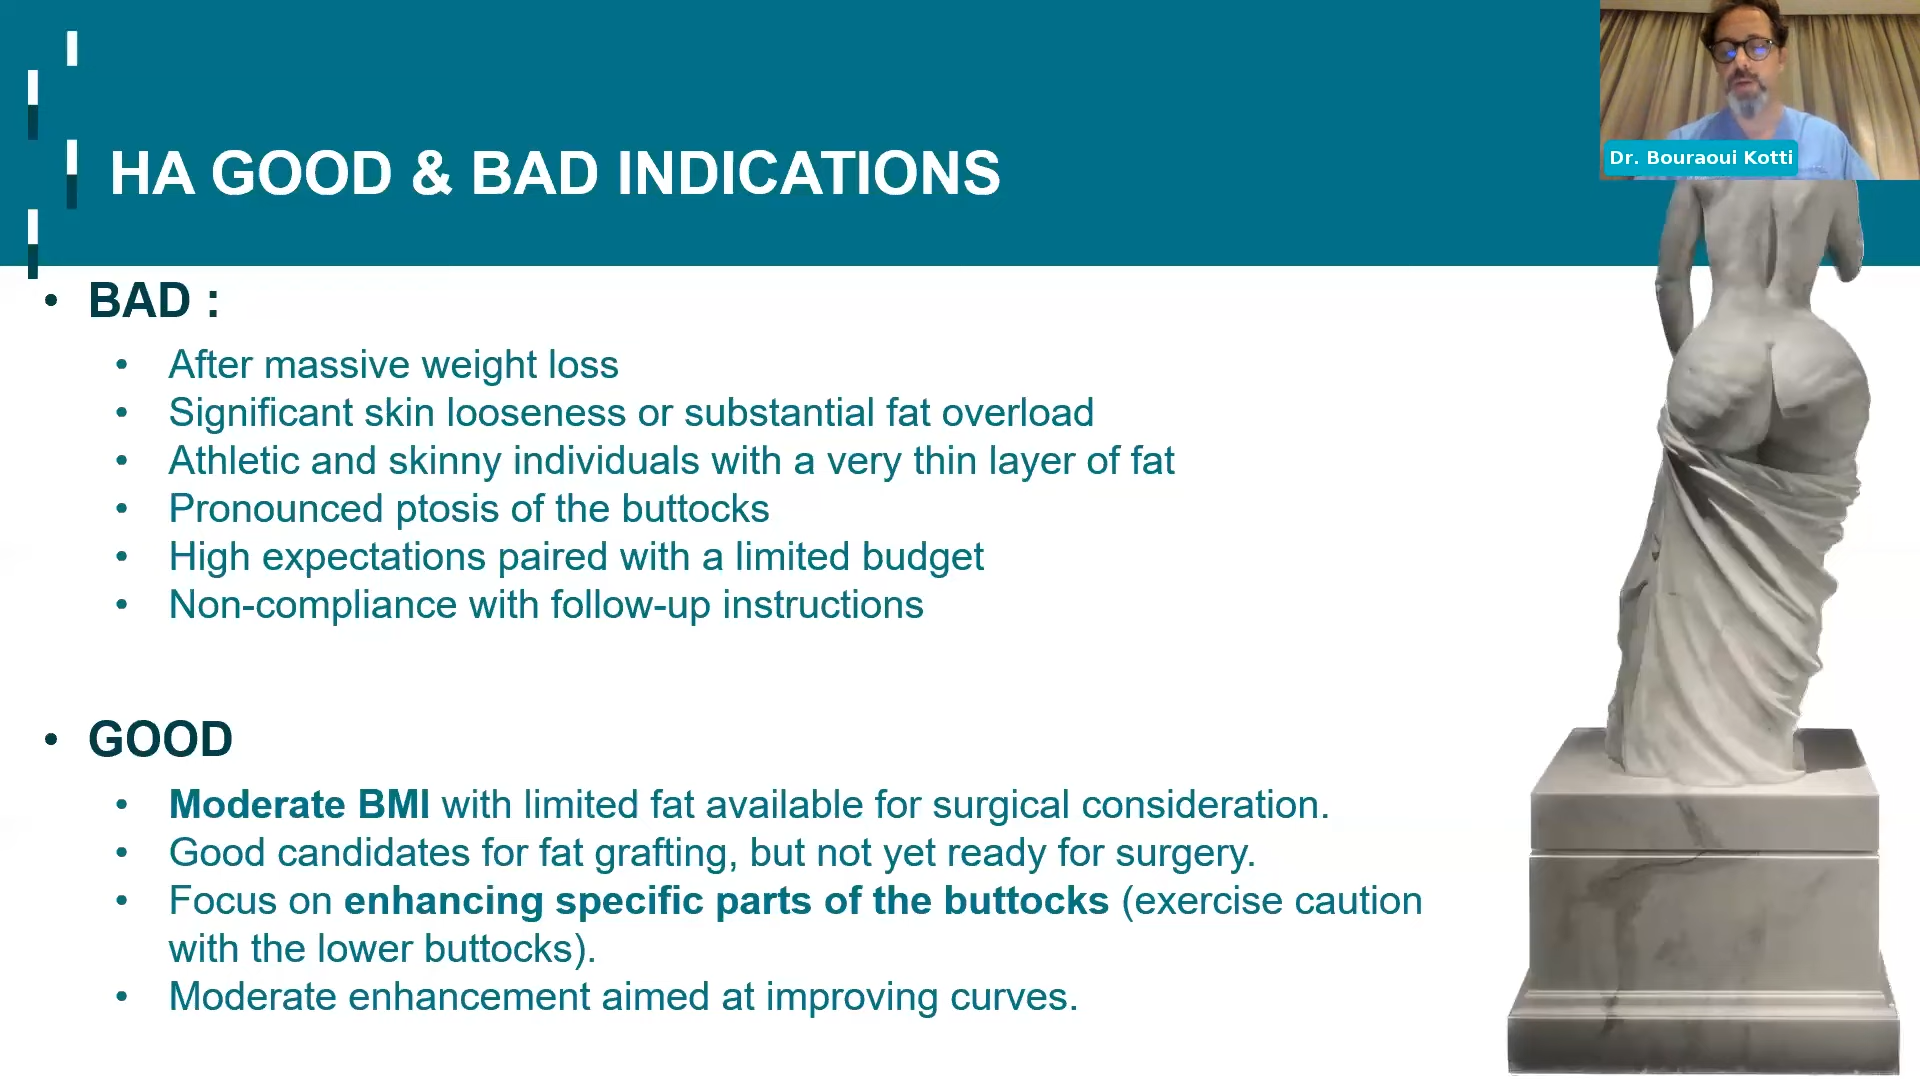 HA GOOD & BAD INDICATIONS
Dr. Bouraoui Kotti
• BAD :
• After massive weight loss
• Significant skin looseness or substantial fat overload
• Athletic and skinny individuals with a very thin layer of fat
• Pronounced ptosis of the buttocks
• High expectations paired with a limited budget
• Non-compliance with follow-up instructions
• GOOD
• Moderate BMI with limited fat available for surgical consideration.
• Good candidates for fat grafting, but not yet ready for surgery.
• Focus on enhancing specific parts of the buttocks (exercise caution
with the lower buttocks).
• Moderate enhancement aimed at improving curves.